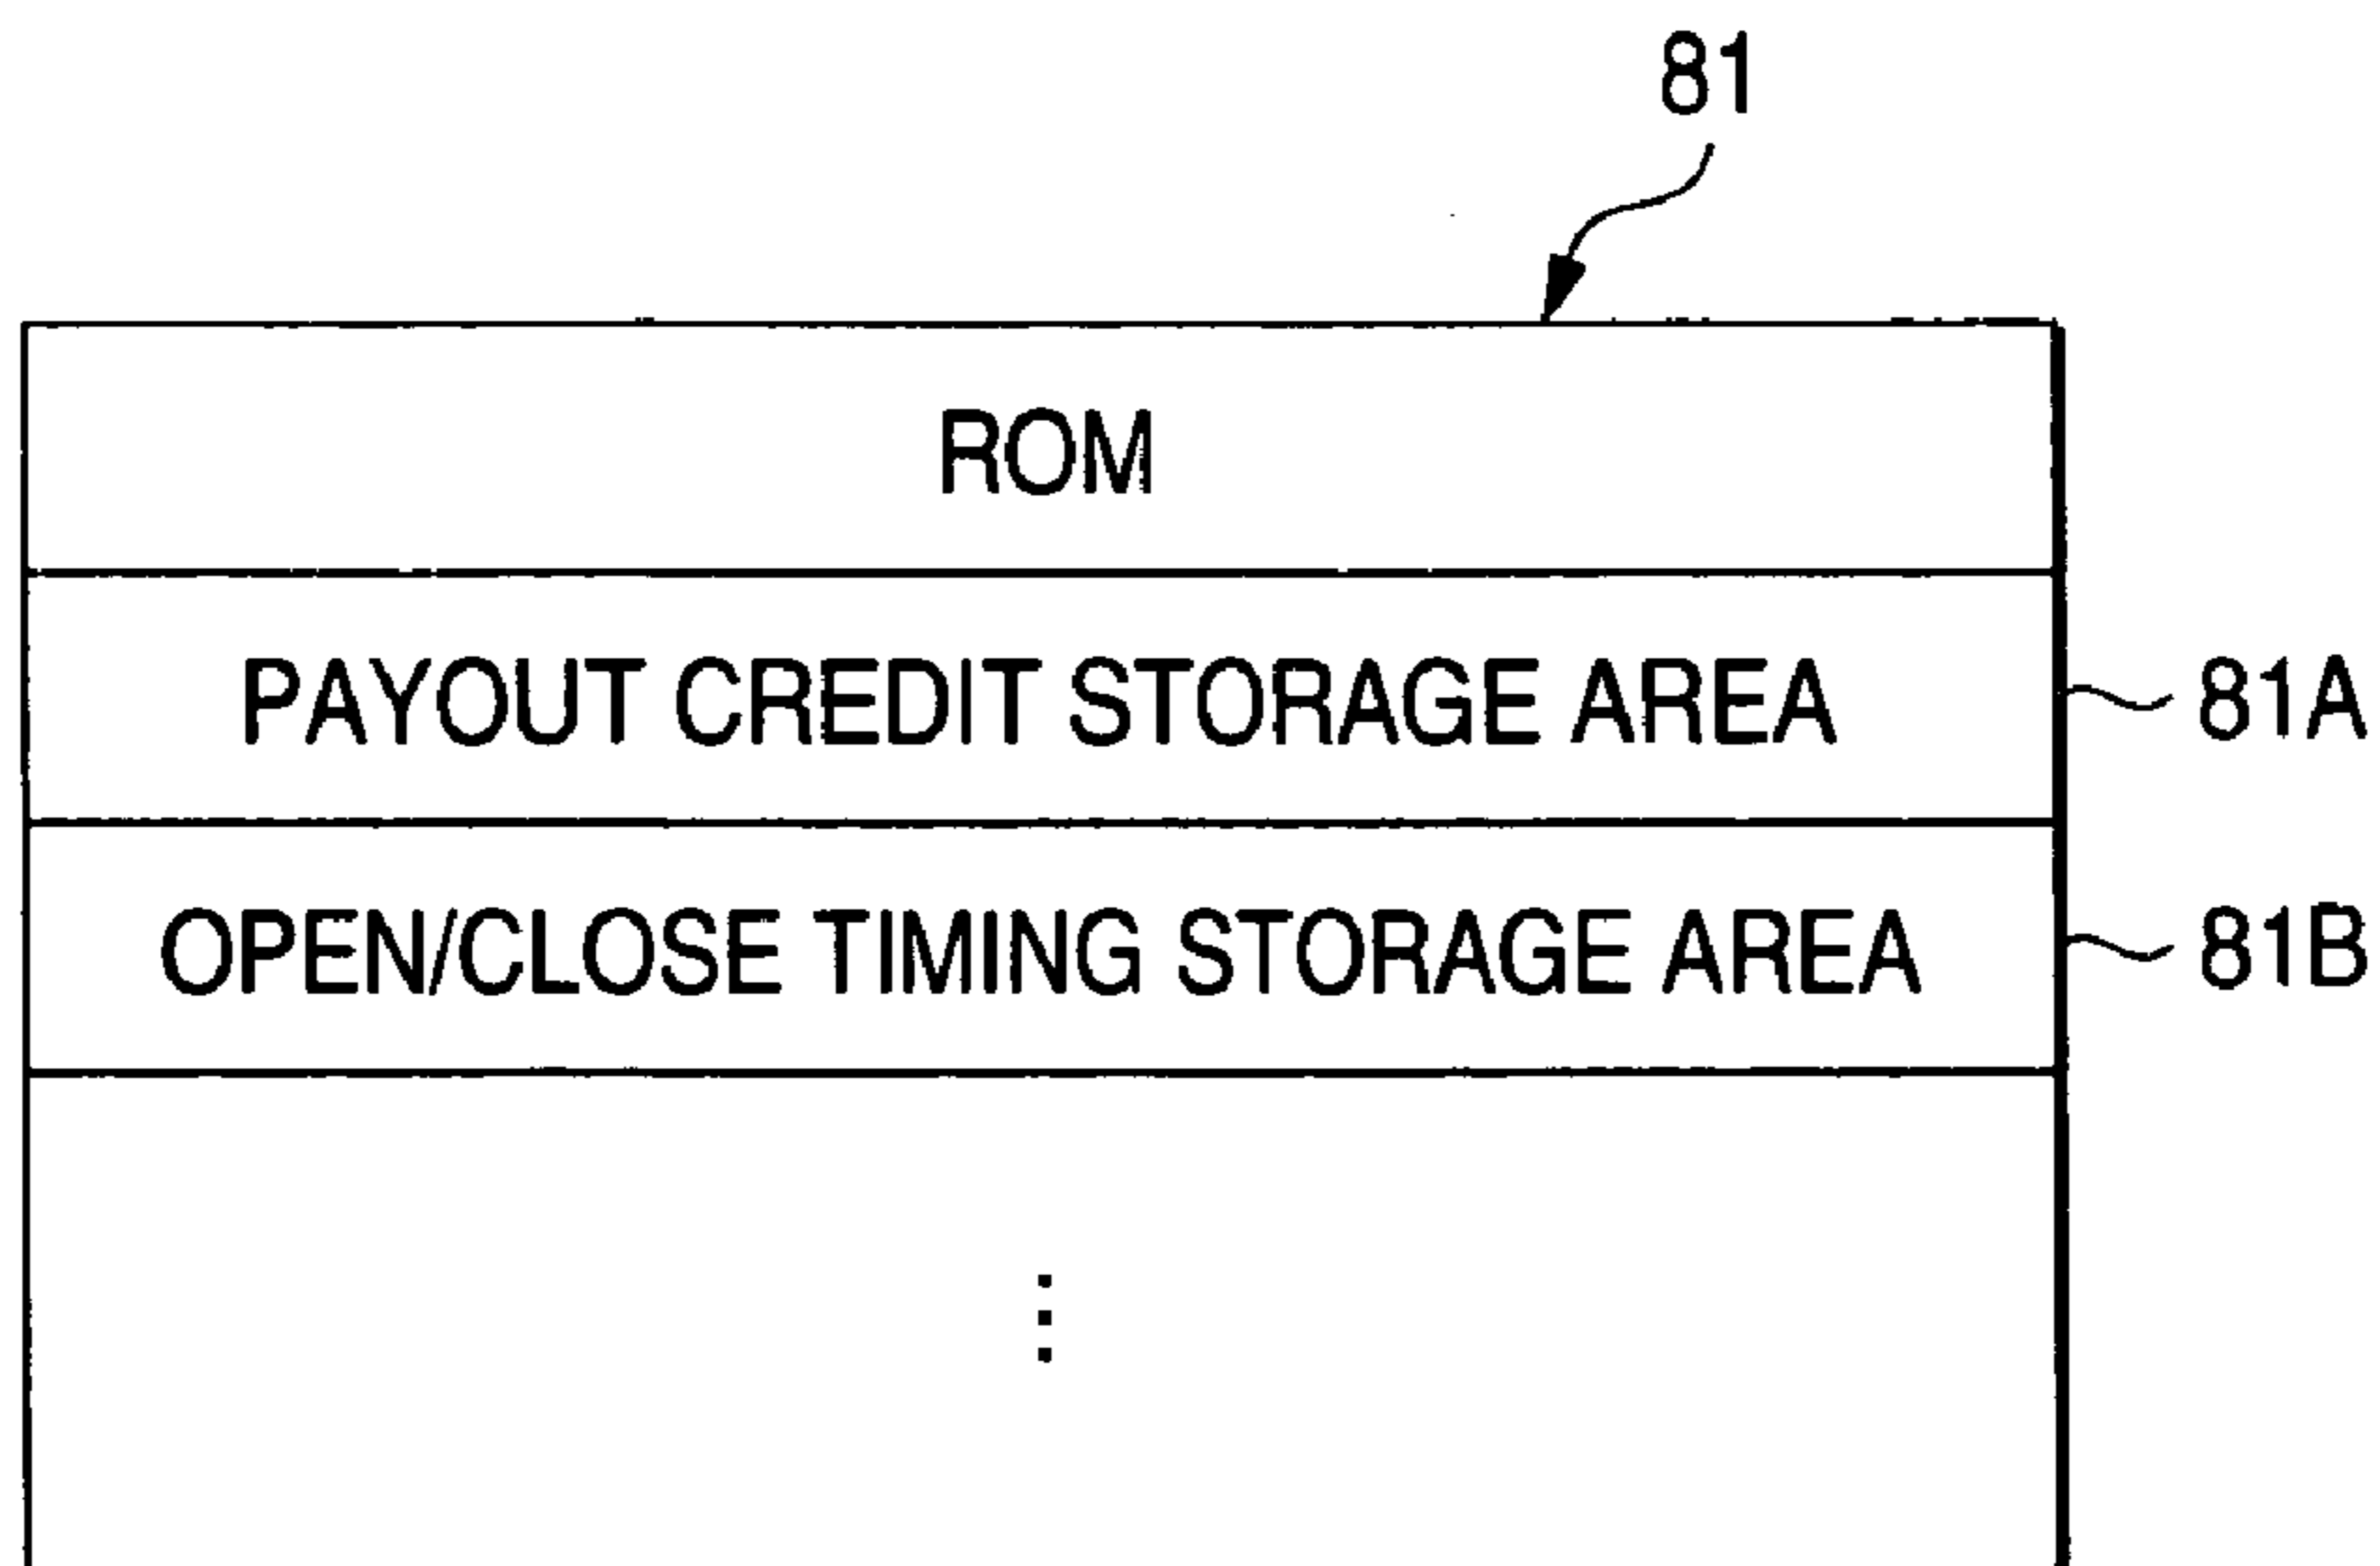 81
ROM
PAYOUT CREDIT STORAGE AREA
81A
OPEN/CLOSE TIMING STORAGE AREA
81B